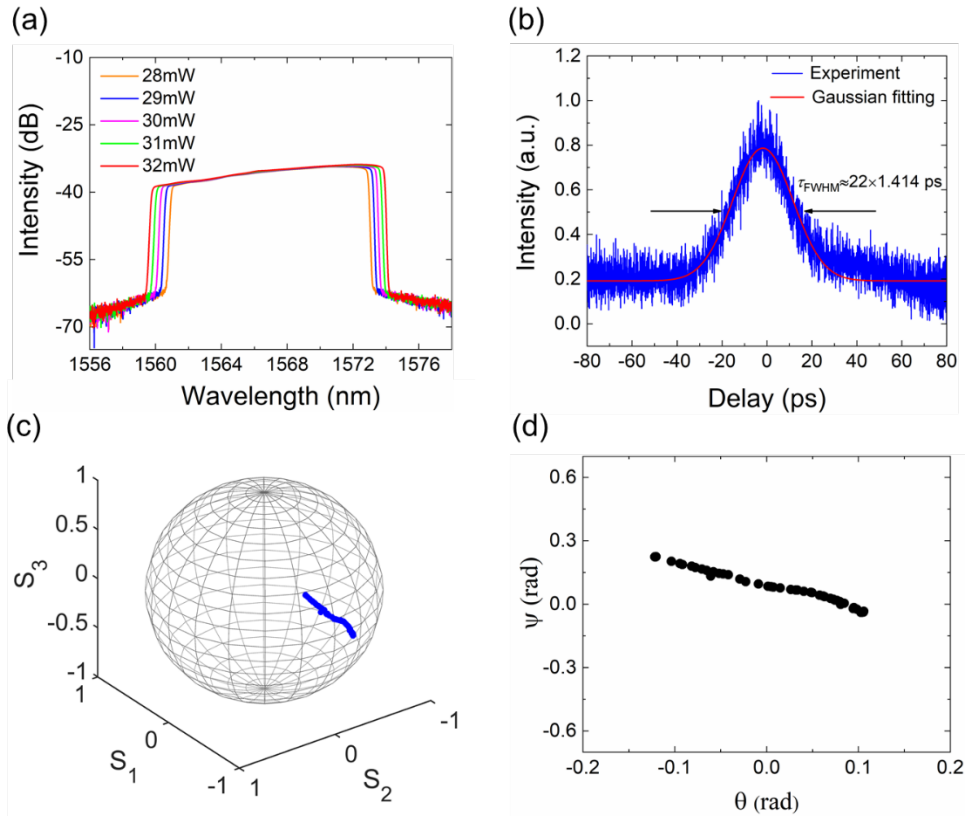 (a)
-10
-25
-40
-55
-70
Intensity (dB)
28mW
29mW
30mW
31mW
32mW
1556 1560 1564 1568 1572 1576
Wavelength (nm)
(b)
1.2
1.0
0.8
0.6
0.4
0.2
0.0
Intensity (a.u.)
Experiment
Gaussian fitting
τFWHM≈22×1.414 ps
-80 -60 -40 -20 0 20 40 60 80
Delay (ps)
(c)
1
0.5
0
-0.5
-1
S3
1
0
-1
S1
1
0
-1
S2
(d)
0.6
0.3
0.0
-0.3
-0.6
ψ (rad)
-0.2 -0.1 0.0 0.1 0.2
θ (rad)